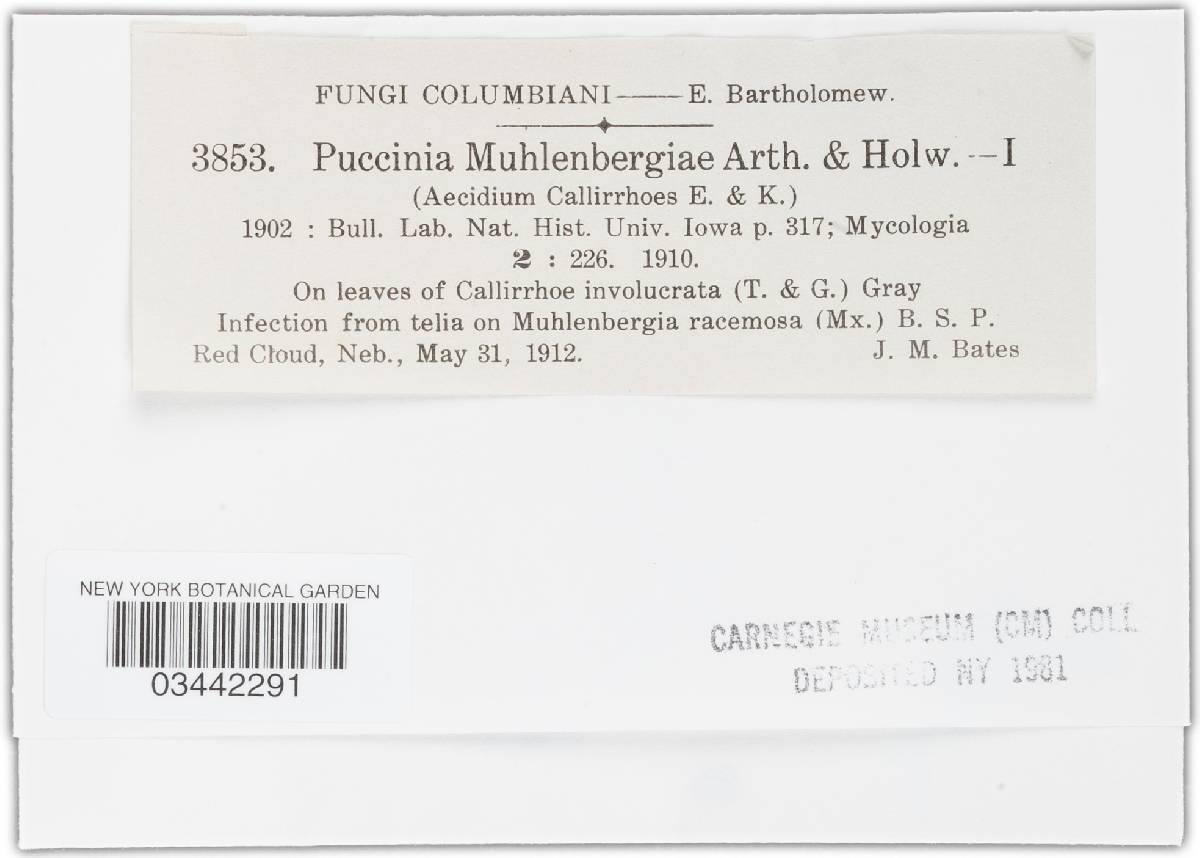 FUNGI COLUMBIANI —— E. Bartholomew.
3853. Puccinia Muhlenbergiae Arth. & Holw. -- I
(Aecidium Callirrhoes E. & K.)
1902 : Bull. Lab. Nat. Hist. Univ. Iowa p. 317; Mycologia
2 : 226. 1910.
On leaves of Callirrhoe involucrata (T. & G.) Gray
Infection from telia on Muhlenbergia racemosa (Mx.) B. S. P.
Red Cloud, Neb., May 31, 1912. J. M. Bates
NEW YORK BOTANICAL GARDEN
03442291
CARNEGIE MUSEUM (CM) COLL
DEPOSITED NY 1981